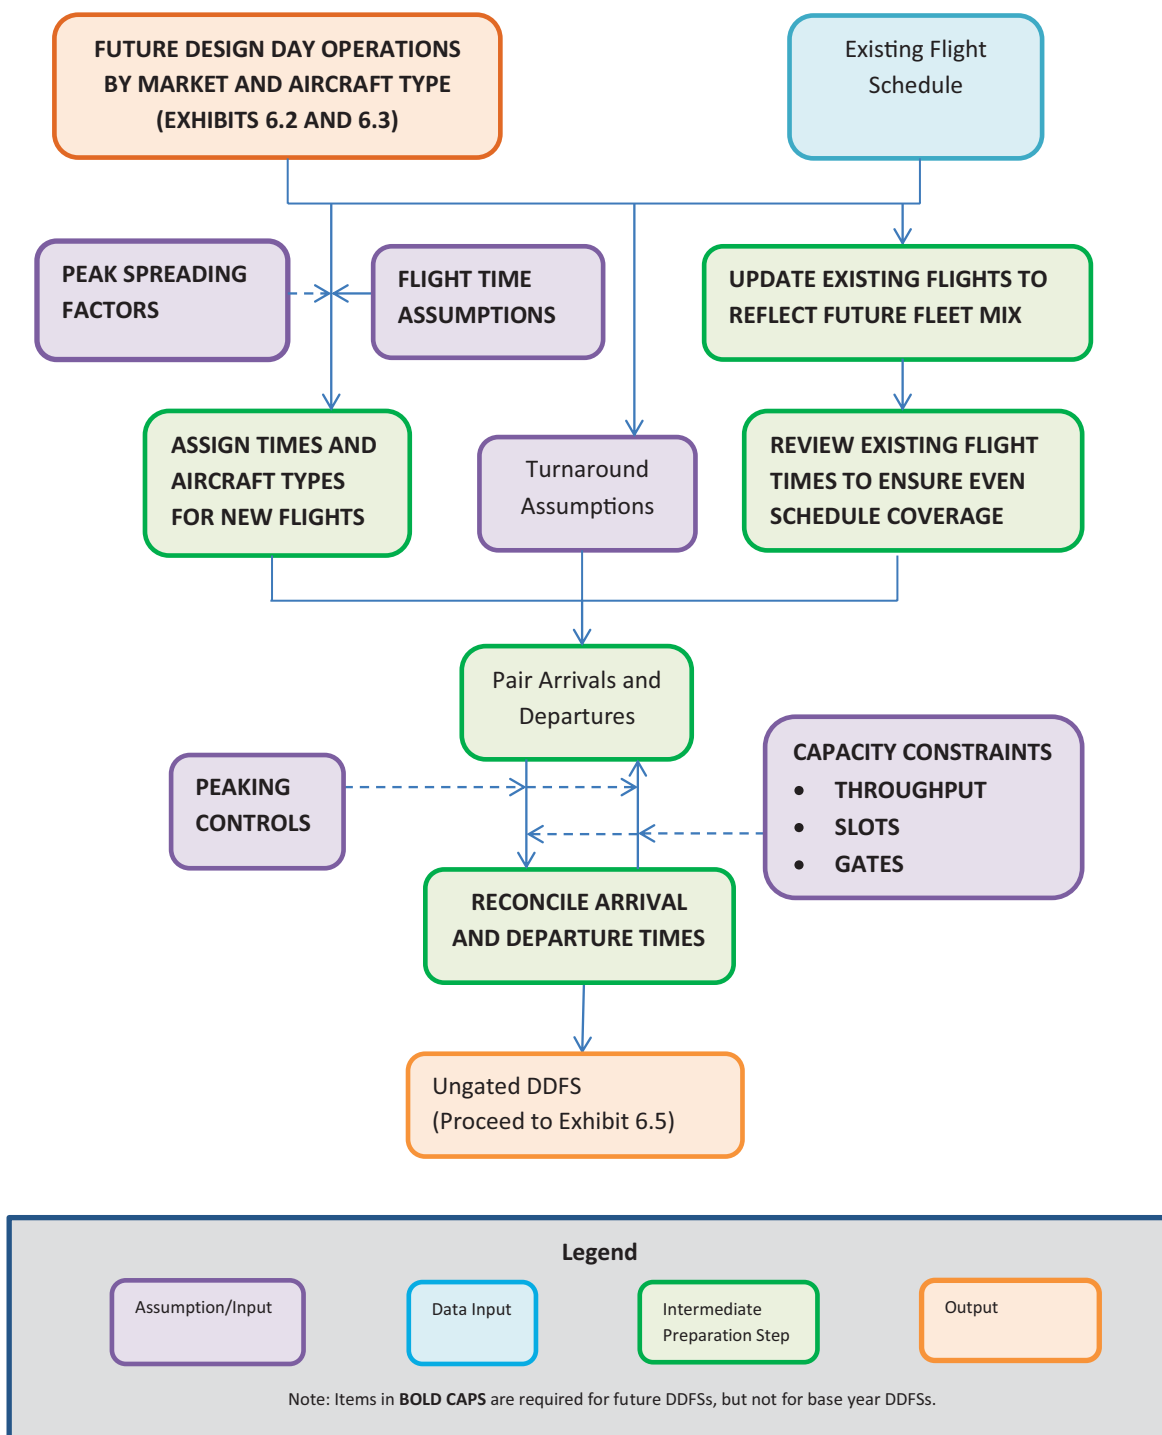 FUTURE DESIGN DAY OPERATIONS
BY MARKET AND AIRCRAFT TYPE
(EXHIBITS 6.2 AND 6.3)
Existing Flight
Schedule
PEAK SPREADING
FACTORS
FLIGHT TIME
ASSUMPTIONS
UPDATE EXISTING FLIGHTS TO
REFLECT FUTURE FLEET MIX
ASSIGN TIMES AND
AIRCRAFT TYPES
FOR NEW FLIGHTS
Turnaround
Assumptions
REVIEW EXISTING FLIGHT
TIMES TO ENSURE EVEN
SCHEDULE COVERAGE
Pair Arrivals and
Departures
PEAKING
CONTROLS
CAPACITY CONSTRAINTS
• THROUGHPUT
• SLOTS
• GATES
RECONCILE ARRIVAL
AND DEPARTURE TIMES
Ungated DDFS
(Proceed to Exhibit 6.5)
Legend
Assumption/Input
Data Input
Intermediate
Preparation Step
Output
Note: Items in BOLD CAPS are required for future DDFSs, but not for base year DDFSs.